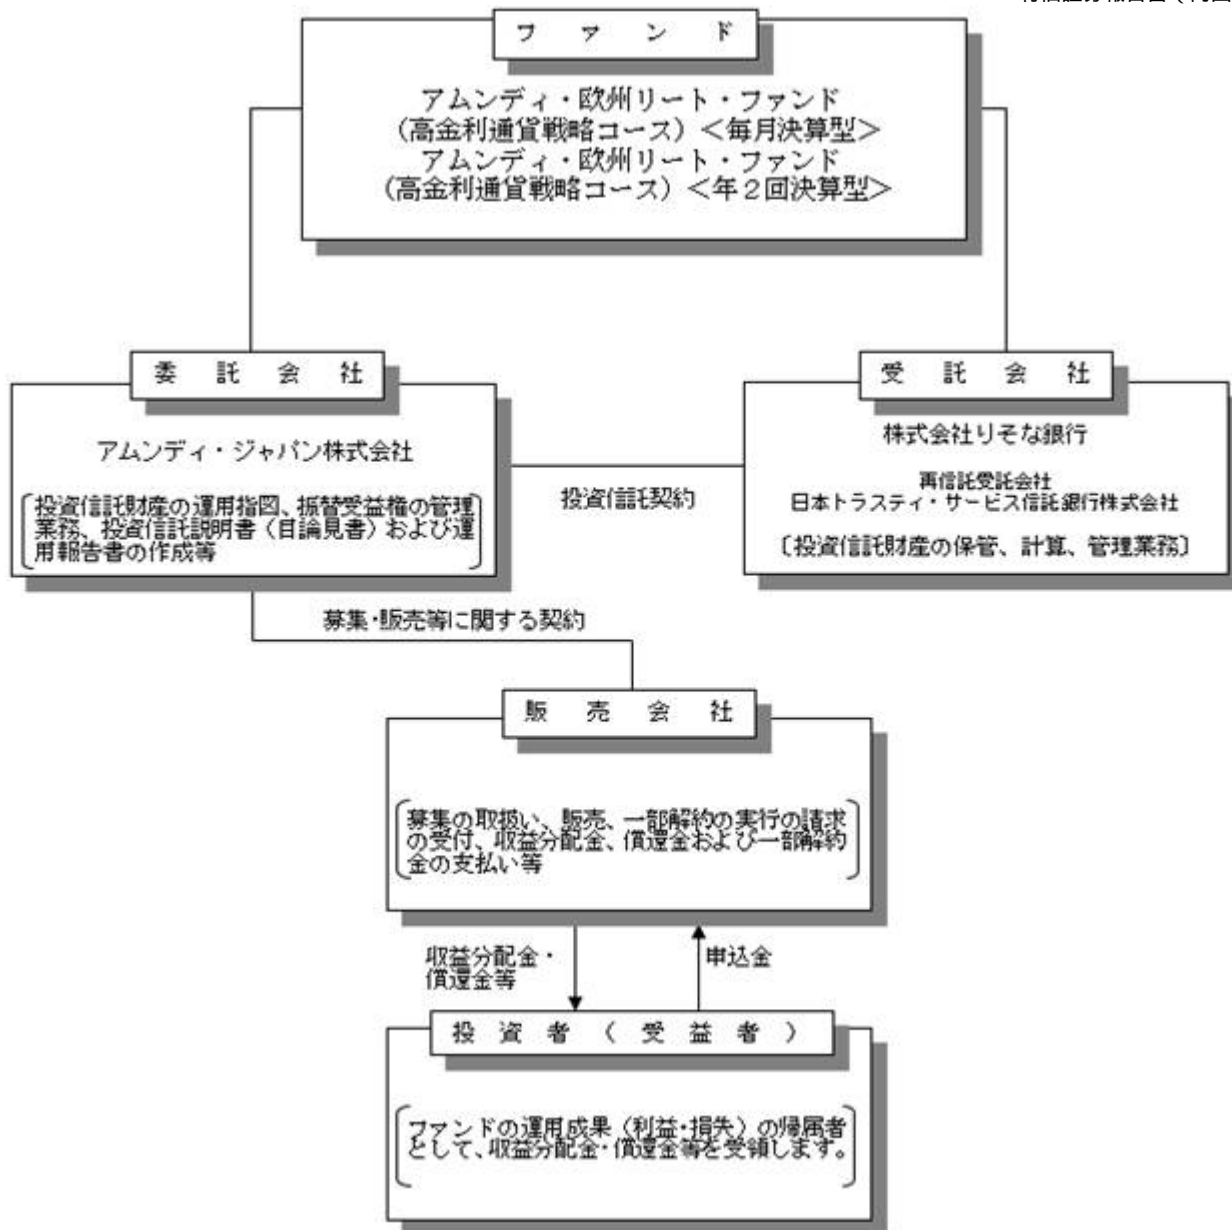 ファンド
アムンディ・欧州リート・ファンド
(高金利通貨戦略コース)＜毎月決算型＞
アムンディ・欧州リート・ファンド
(高金利通貨戦略コース)＜年２回決算型＞
委託会社
アムンディ・ジャパン株式会社
投資信託財産の運用指図、振替受益権の管理
業務、投資信託説明書（目論見書）および運
用報告書の作成等
投資信託契約
受託会社
株式会社りそな銀行
再信託受託会社
日本トラスティ・サービス信託銀行株式会社
〔投資信託財産の保管、計算、管理業務〕
募集・販売等に関する契約
販売会社
募集の取扱い、販売、一部解約の実行の請求
の受付、収益分配金、償還金および一部解約
金の支払い等
収益分配金・
償還金等
申込金
投資者（受益者）
ファンドの運用成果（利益・損失）の帰属者
として、収益分配金・償還金等を受領します。